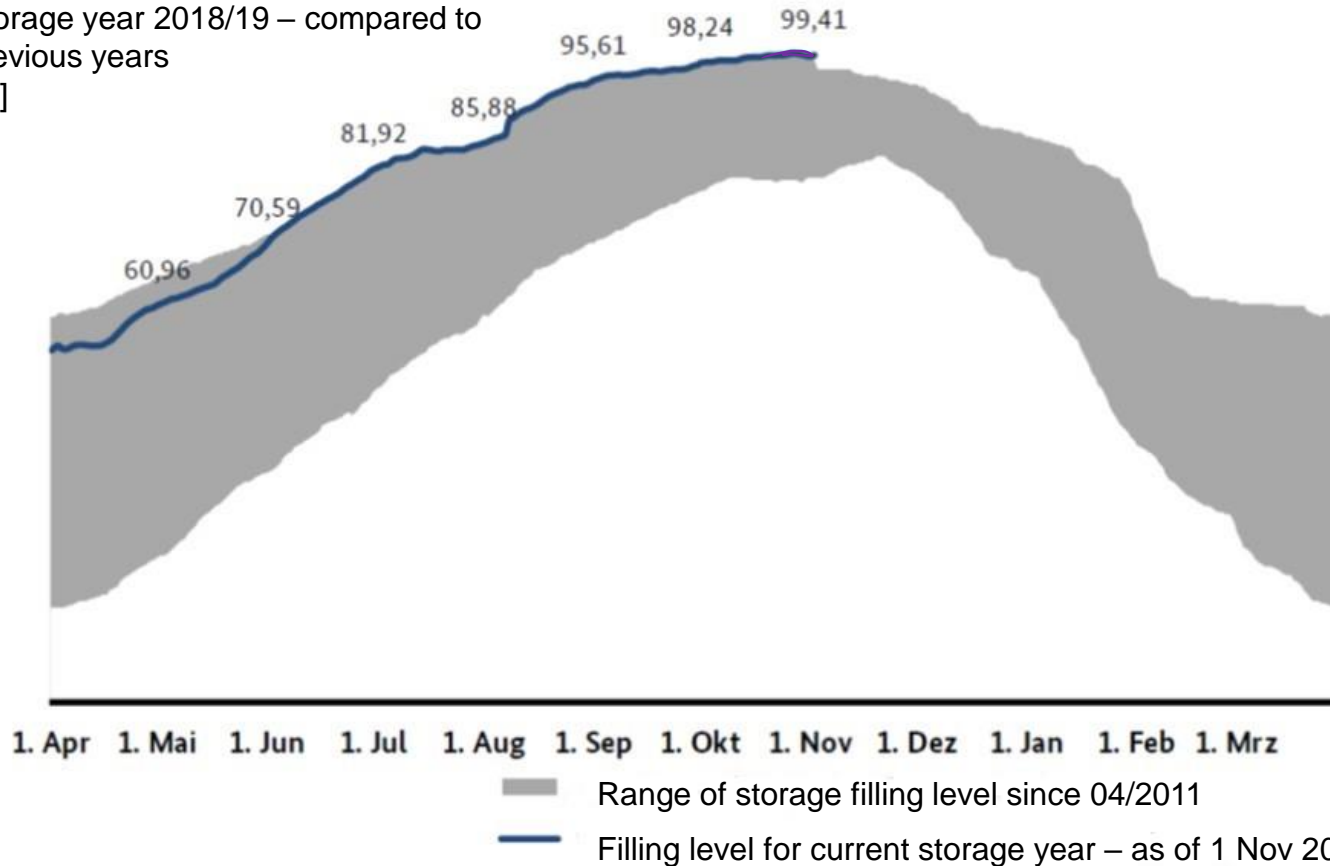 orage year 2018/19 – compared to
evious years
]
99,41
98,24
95,61
85,88
81,92
70,59
60,96
1. Apr 1. Mai 1. Jun 1. Jul 1. Aug 1. Sep 1. Okt 1. Nov 1. Dez 1. Jan 1. Feb 1. Mrz
Range of storage filling level since 04/2011
Filling level for current storage year – as of 1 Nov 20